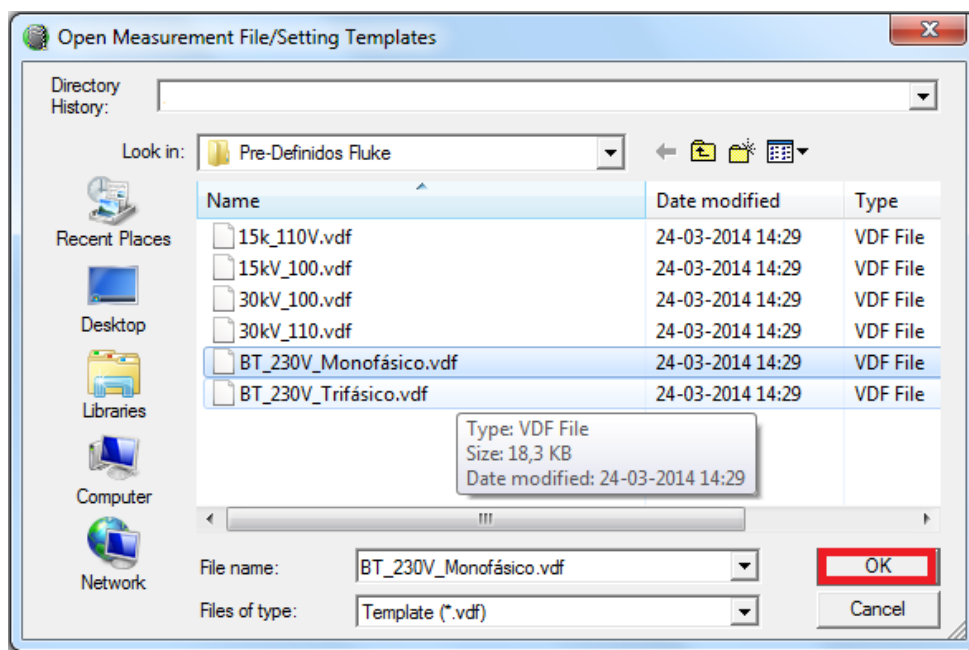 Open Measurement File/Setting Templates
x
Directory
History:
Look in: Pre-Definidos Fluke
Name Date modified Type
15k_110V.vdf 24-03-2014 14:29 VDF File
15kV_100.vdf 24-03-2014 14:29 VDF File
30kV_100.vdf 24-03-2014 14:29 VDF File
30kV_110.vdf 24-03-2014 14:29 VDF File
BT_230V_Monofásico.vdf 24-03-2014 14:29 VDF File
BT_230V_Trifásico.vdf 24-03-2014 14:29 VDF File
Type: VDF File
Size: 18,3 KB
Date modified: 24-03-2014 14:29
Recent Places
Desktop
Libraries
Computer
Network
File name: BT_230V_Monofásico.vdf OK
Files of type: Template (*.vdf) Cancel